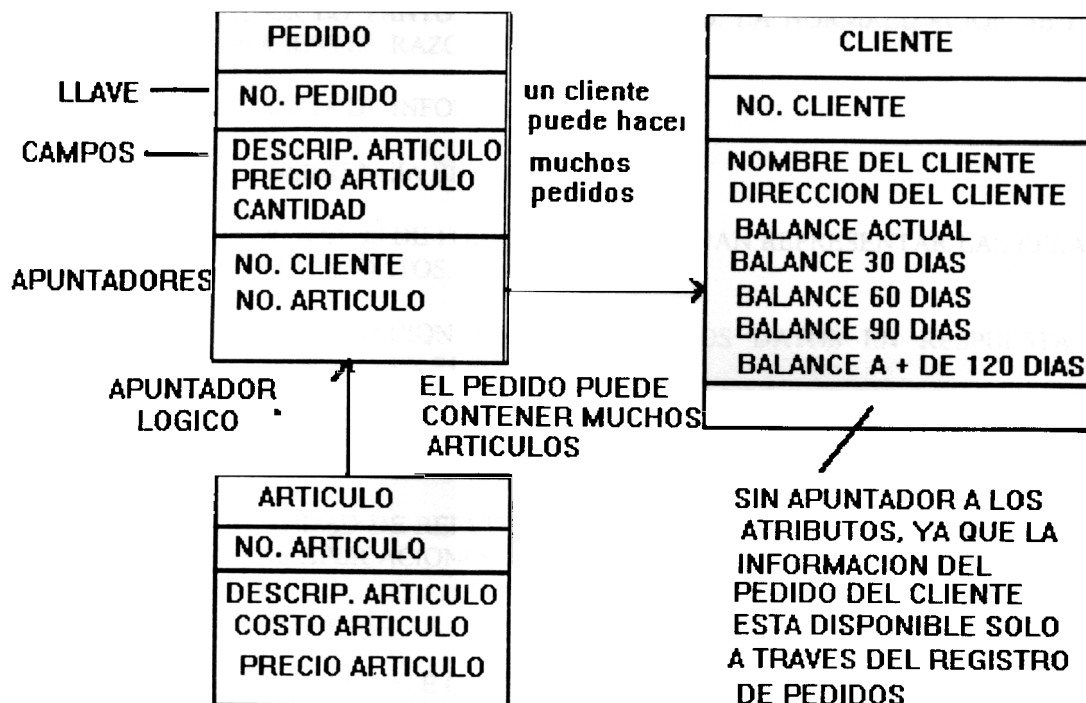 PEDIDO
LLAVE
NO. PEDIDO
CAMPOS
DESCRIP. ARTICULO
PRECIO ARTICULO
CANTIDAD
APUNTADORES
NO. CLIENTE
NO. ARTICULO
un cliente
puede hacer
muchos
pedidos
CLIENTE
NO. CLIENTE
NOMBRE DEL CLIENTE
DIRECCION DEL CLIENTE
BALANCE ACTUAL
BALANCE 30 DIAS
BALANCE 60 DIAS
BALANCE 90 DIAS
BALANCE A + DE 120 DIAS
APUNTADOR
LOGICO
EL PEDIDO PUEDE
CONTENER MUCHOS
ARTICULOS
ARTICULO
NO. ARTICULO
DESCRIP. ARTICULO
COSTO ARTICULO
PRECIO ARTICULO
SIN APUNTADOR A LOS
ATRIBUTOS, YA QUE LA
INFORMACION DEL
PEDIDO DEL CLIENTE
ESTA DISPONIBLE SOLO
A TRAVES DEL REGISTRO
DE PEDIDOS